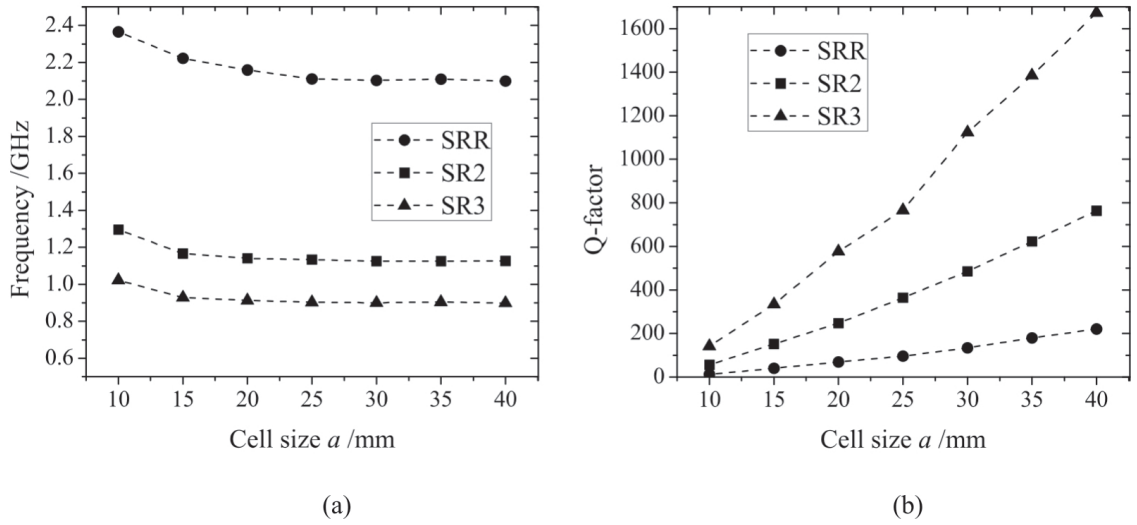 2.4
2.2
2.0
1.8
1.6
1.4
1.2
1.0
0.8
0.6
Frequency /GHz
SRR
SR2
SR3
10 15 20 25 30 35 40
Cell size a /mm
(a)
1600
1400
1200
1000
800
600
400
200
0
Q-factor
SRR
SR2
SR3
10 15 20 25 30 35 40
Cell size a /mm
(b)